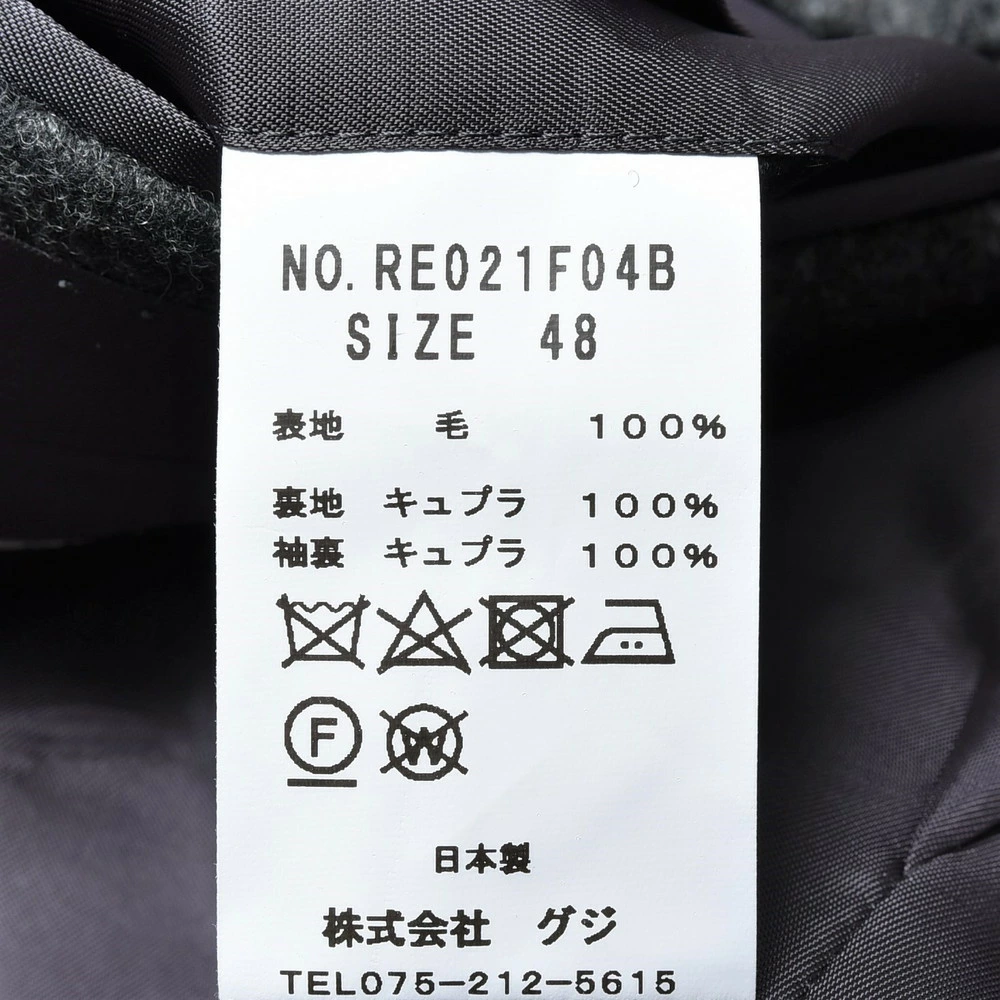 NO.RE021F04B
SIZE 48
表地 毛 100%
裏地 キュプラ 100%
袖裏 キュプラ 100%
F W
日本製
株式会社 グジ
TEL075-212-5615